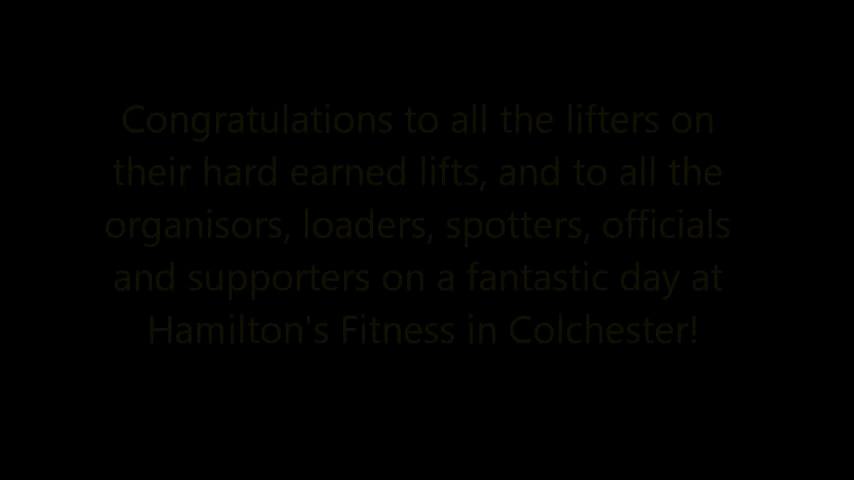 Congratulations to all the lifters on
their hard earned lifts, and to all the
organisors, loaders, spotters, officials
and supporters on a fantastic day at
Hamilton's Fitness in Colchester!